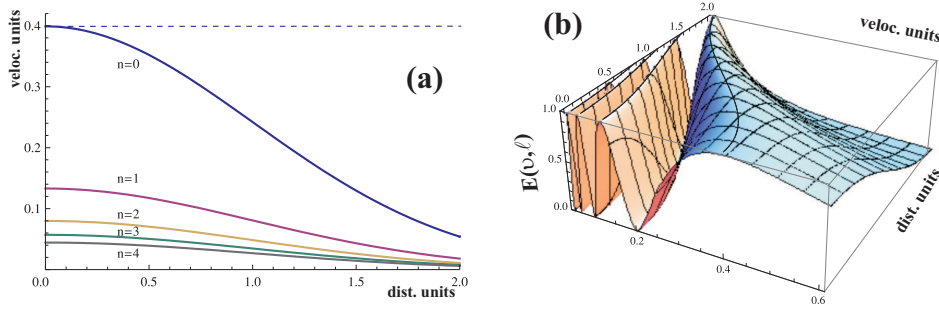 (a)
veloc. units
0.4
0.3
0.2
0.1
n=0
n=1
n=2
n=3
n=4
0.0
0.5
1.0
1.5
2.0
dist. units
(b)
veloc. units
2.0
1.5
1.0
0.5
0.0
1.0
0.5
0.0
E(υ,ℓ)
0.2
0.4
0.6
dist. units